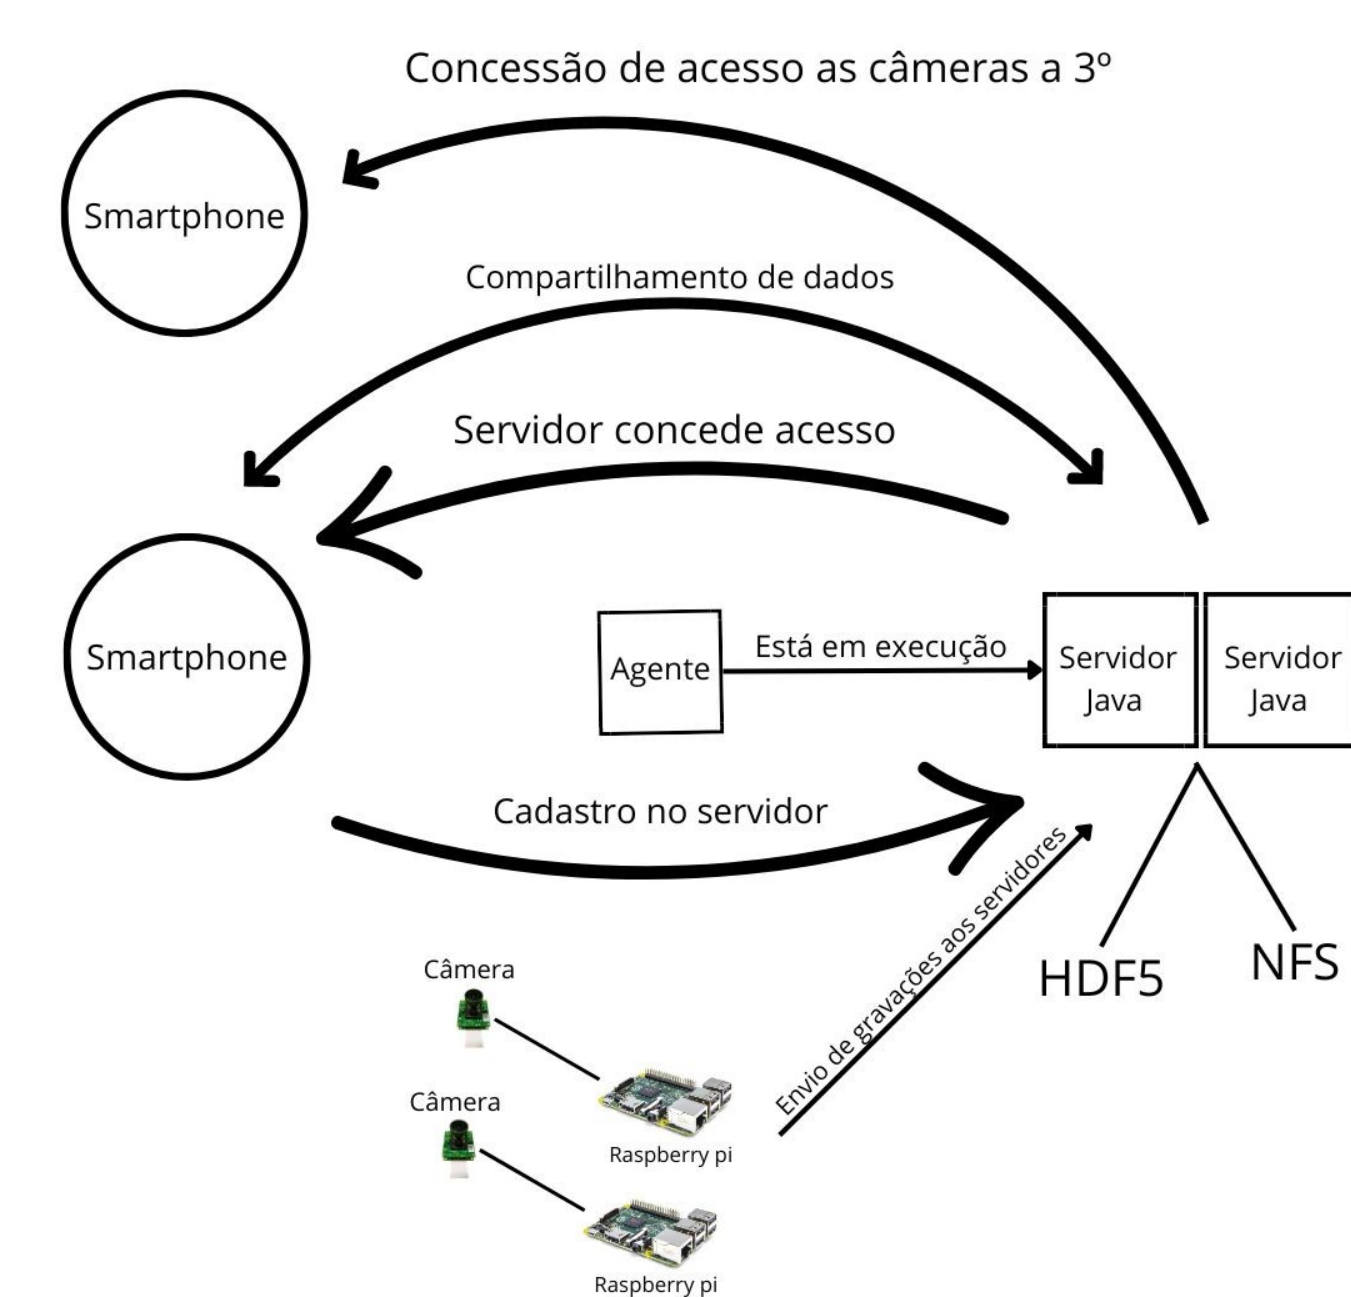 Concessão de acesso as câmeras a 3º
Smartphone
Compartilhamento de dados
Servidor concede acesso
Smartphone
Agente
Está em execução
Servidor
Java
Servidor
Java
Cadastro no servidor
Envio de gravações aos servidores
HDF5
NFS
Câmera
Raspberry pi
Câmera
Raspberry pi